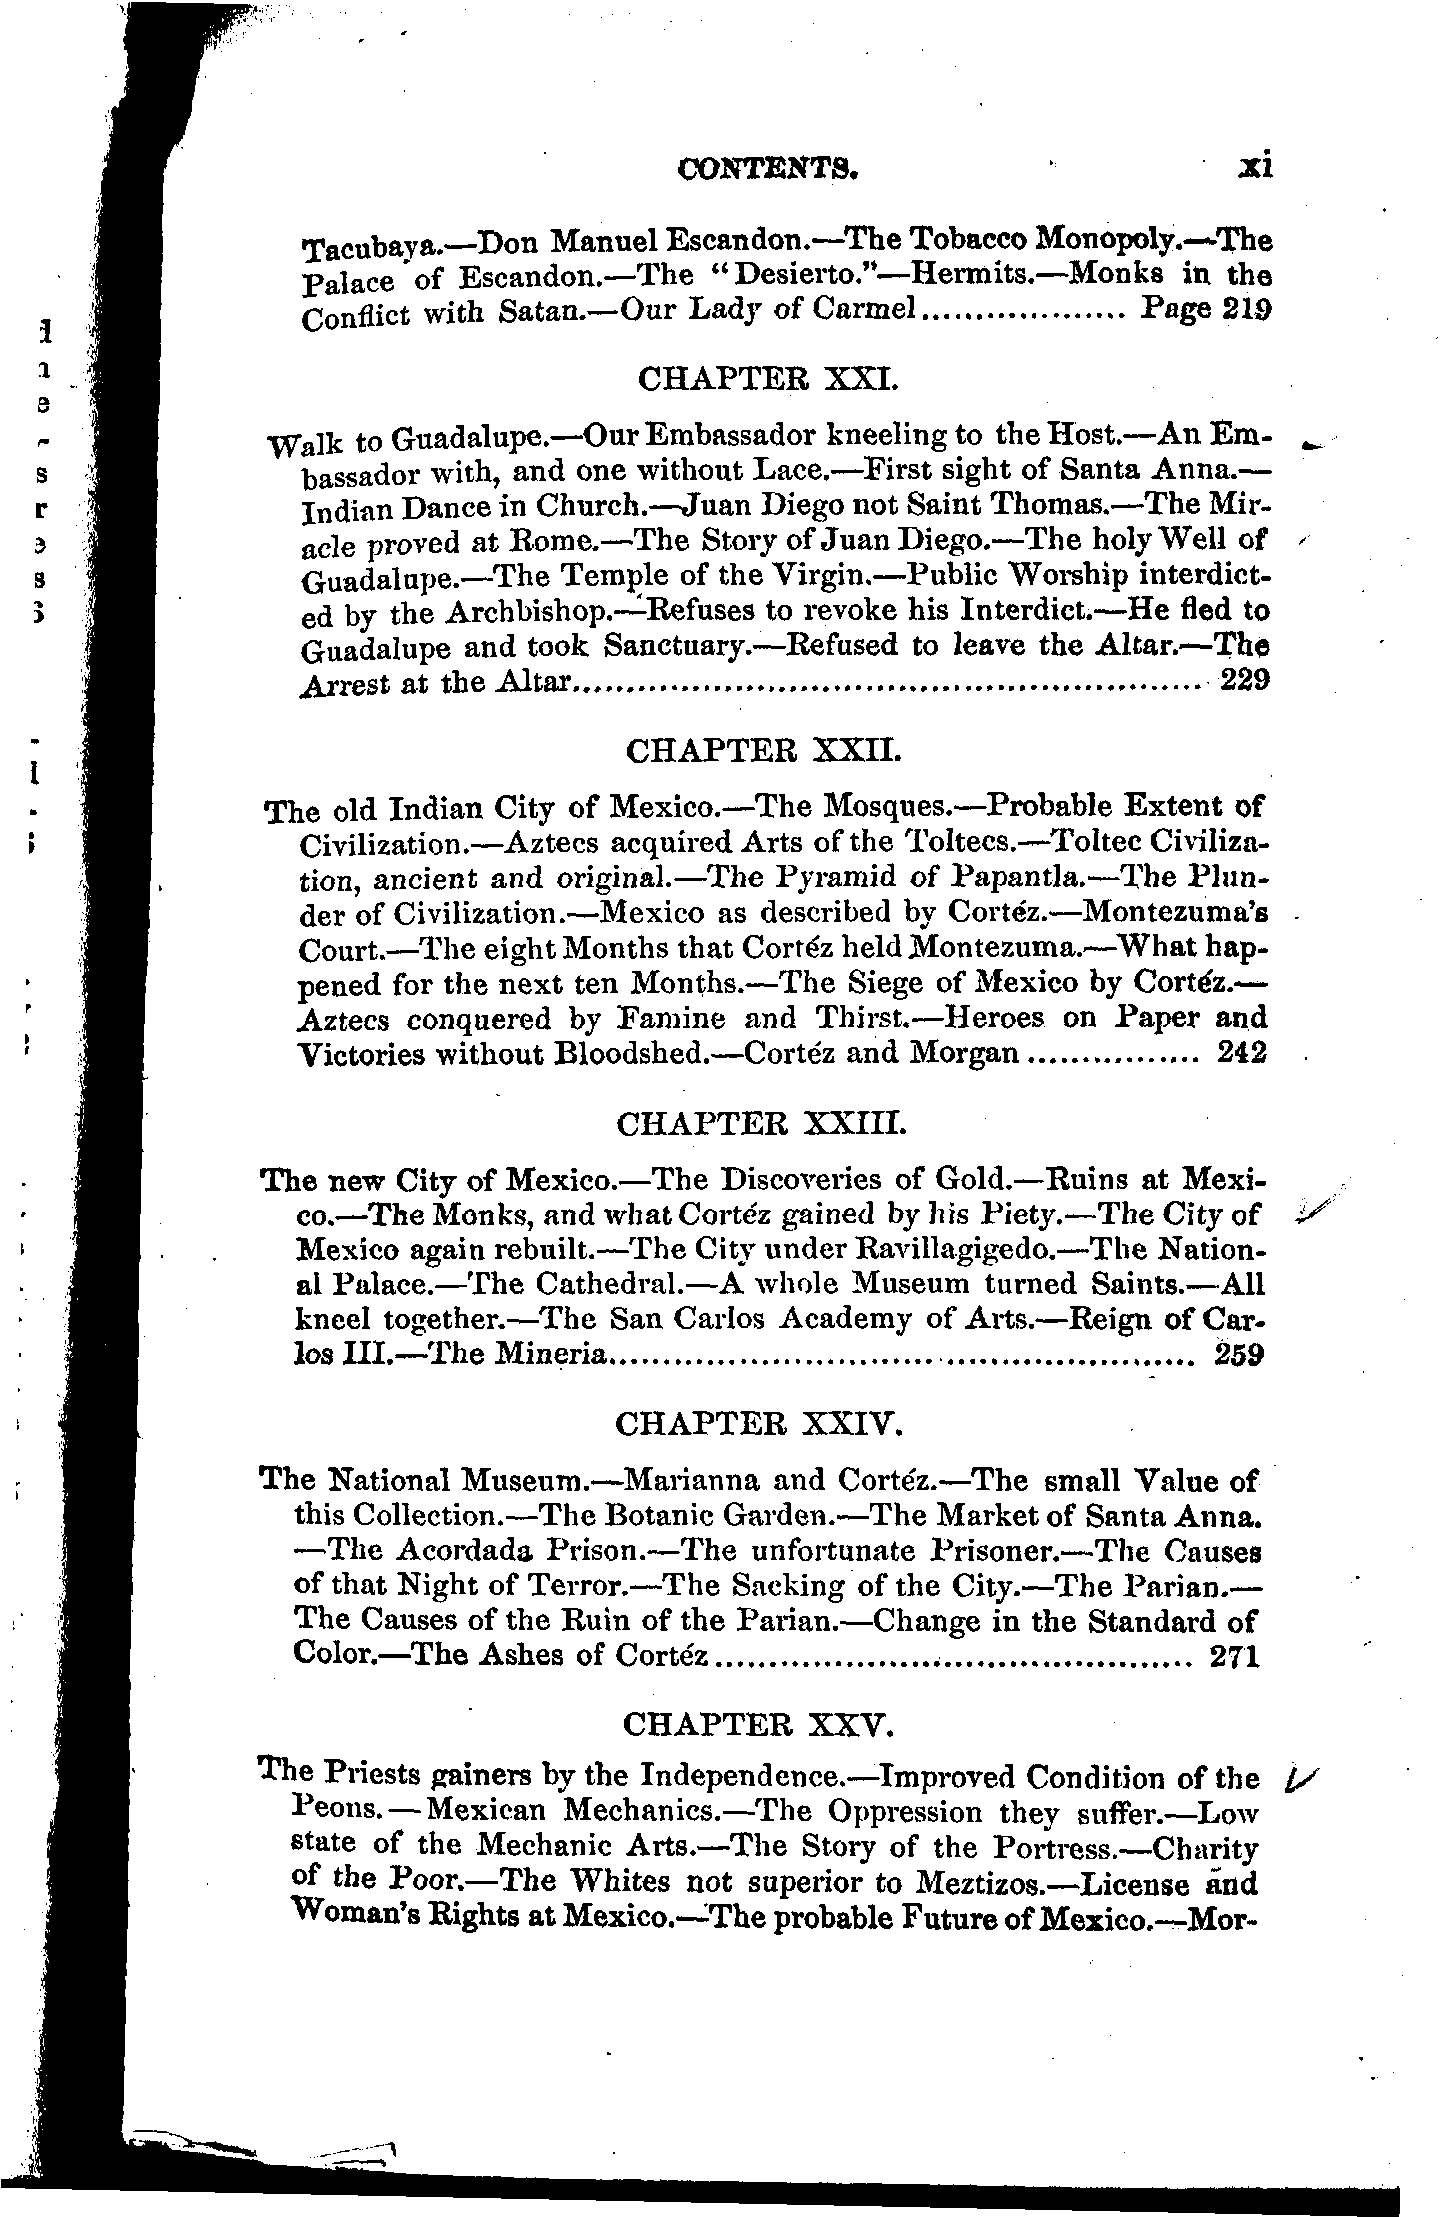 CONTENTS. xi
Tacubaya.—Don Manuel Escandon.—The Tobacco Monopoly.—The
Palace of Escandon.—The “Desierto.”—Hermits.—Monks in the
Conflict with Satan.—Our Lady of Carmel................... Page 219
CHAPTER XXI.
Walk to Guadalupe.—Our Embassador kneeling to the Host.—An Em-
bassador with, and one without Lace.—First sight of Santa Anna.—
Indian Dance in Church.—Juan Diego not Saint Thomas.—The Mir-
acle proved at Rome.—The Story of Juan Diego.—The holy Well of
Guadalupe.—The Temple of the Virgin.—Public Worship interdict-
ed by the Archbishop.—Refuses to revoke his Interdict.—He fled to
Guadalupe and took Sanctuary.—Refused to leave the Altar.—The
Arrest at the Altar............................................................ 229
CHAPTER XXII.
The old Indian City of Mexico.—The Mosques.—Probable Extent of
Civilization.—Aztecs acquired Arts of the Toltecs.—Toltec Civiliza-
tion, ancient and original.—The Pyramid of Papantla.—The Plun-
der of Civilization.—Mexico as described by Cortéz.—Montezuma's
Court.—The eight Months that Cortéz held Montezuma.—What hap-
pened for the next ten Months.—The Siege of Mexico by Cortéz.—
Aztecs conquered by Famine and Thirst.—Heroes on Paper and
Victories without Bloodshed.—Cortéz and Morgan ................ 242
CHAPTER XXIII.
The new City of Mexico.—The Discoveries of Gold.—Ruins at Mexi-
co.—The Monks, and what Cortéz gained by his Piety.—The City of
Mexico again rebuilt.—The City under Ravillagigedo.—The Nation-
al Palace.—The Cathedral.—A whole Museum turned Saints.—All
kneel together.—The San Carlos Academy of Arts.—Reign of Car-
los III.—The Mineria....................................................... 259
CHAPTER XXIV.
The National Museum.—Marianna and Cortéz.—The small Value of
this Collection.—The Botanic Garden.—The Market of Santa Anna.
—The Acordada Prison.—The unfortunate Prisoner.—The Causes
of that Night of Terror.—The Sacking of the City.—The Parian.—
The Causes of the Ruin of the Parian.—Change in the Standard of
Color.—The Ashes of Cortéz ............................................. 271
CHAPTER XXV.
The Priests gainers by the Independence.—Improved Condition of the
Peons.—Mexican Mechanics.—The Oppression they suffer.—Low
state of the Mechanic Arts.—The Story of the Portress.—Charity
of the Poor.—The Whites not superior to Meztizos.—License and
Woman's Rights at Mexico.—The probable Future of Mexico.—Mor-